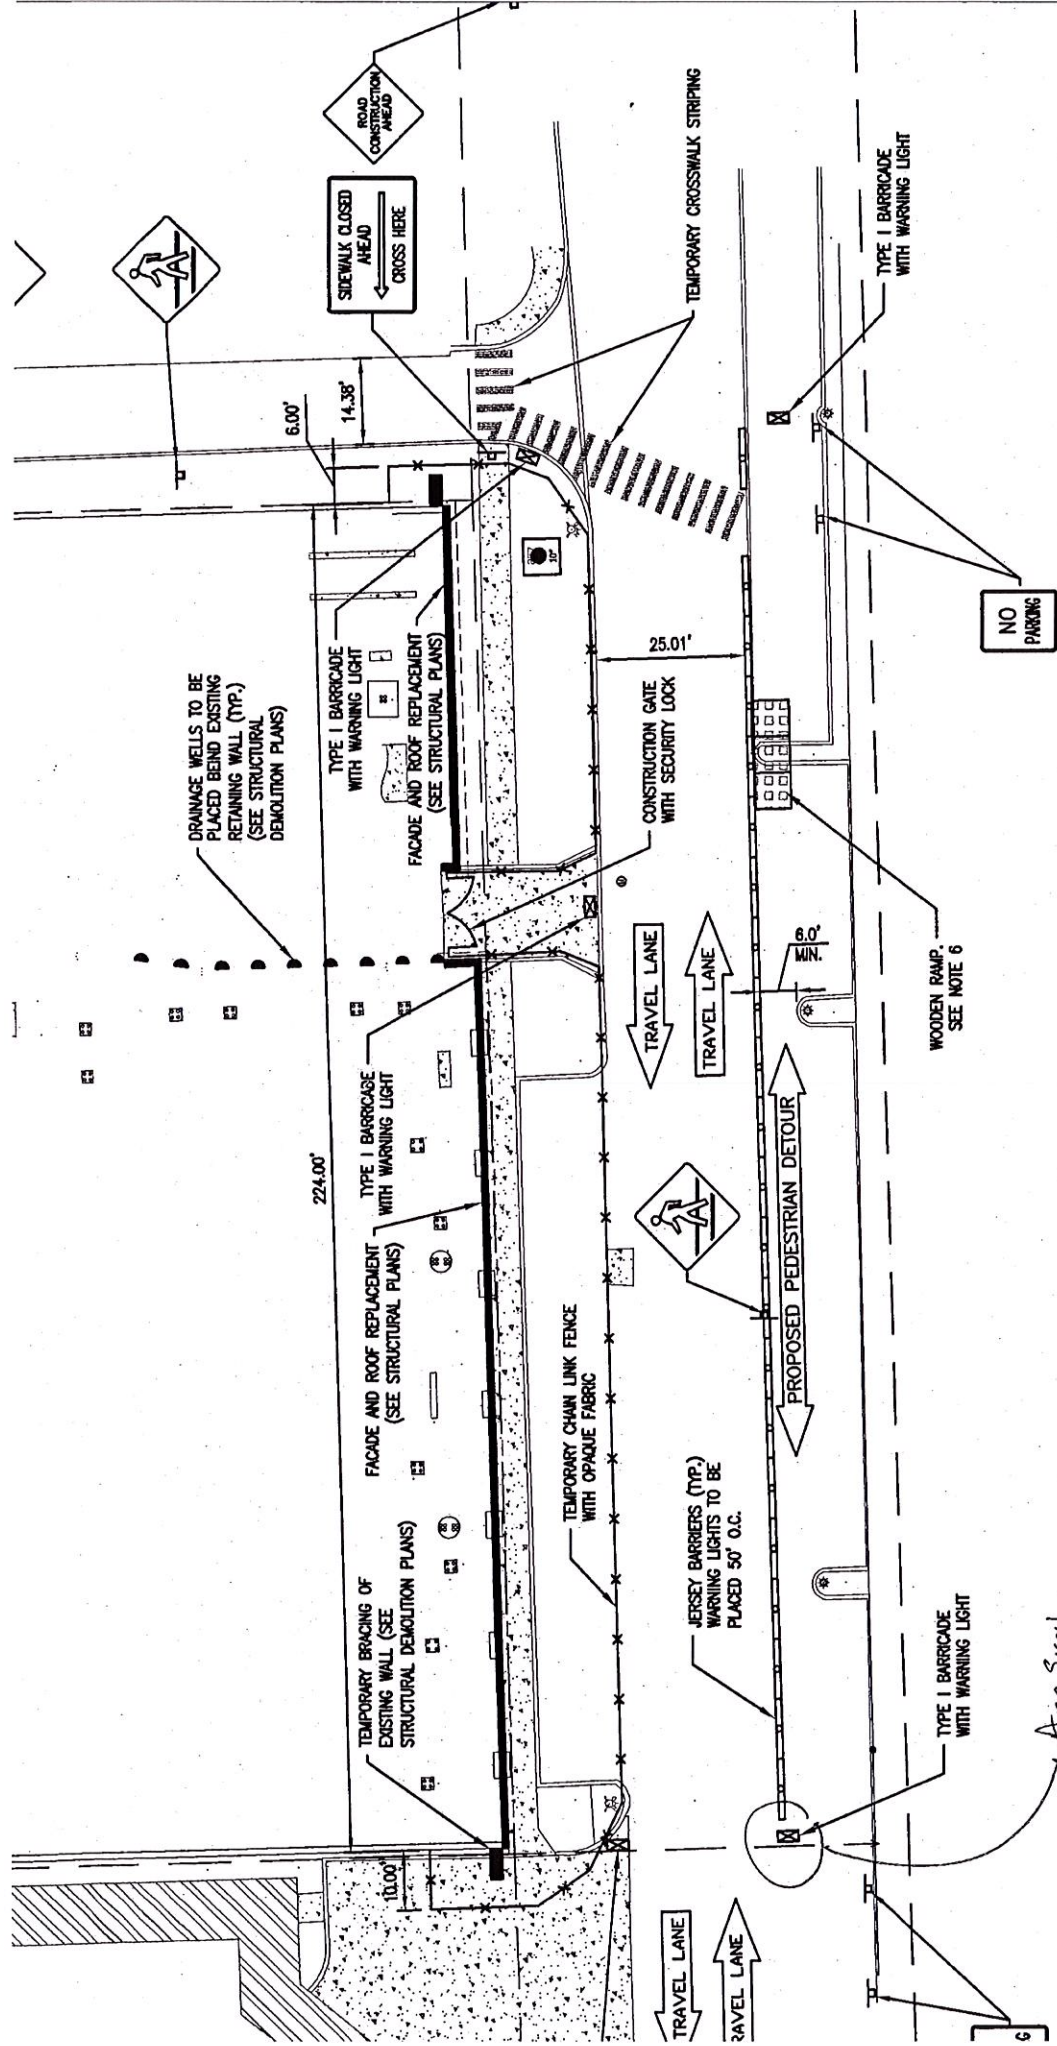 ROAD
CONSTRUCTION
AHEAD
SIDEWALK CLOSED
AHEAD
CROSS HERE
6.00'
14.38'
TEMPORARY CROSSWALK STRIPING
TYPE I BARRICADE
WITH WARNING LIGHT
NO
PARKING
DRAINAGE WELLS TO BE
PLACED BEIND EXISTING
RETAINING WALL (TYP.)
(SEE STRUCTURAL
DEMOLITION PLANS)
TYPE I BARRICADE
WITH WARNING LIGHT
FACADE AND ROOF REPLACEMENT
(SEE STRUCTURAL PLANS)
10"
25.01'
CONSTRUCTION GATE
WITH SECURITY LOCK
TRAVEL LANE
TRAVEL LANE
6.0'
MIN.
WOODEN RAMP.
SEE NOTE 6
224.00'
TYPE I BARRICADE
WITH WARNING LIGHT
FACADE AND ROOF REPLACEMENT
(SEE STRUCTURAL PLANS)
TEMPORARY CHAIN LINK FENCE
WITH OPAQUE FABRIC
PROPOSED PEDESTRIAN DETOUR
JERSEY BARRIERS (TYP.)
WARNING LIGHTS TO BE
PLACED 50' O.C.
TEMPORARY BRACING OF
EXISTING WALL (SEE
STRUCTURAL DEMOLITION PLANS)
10.00'
TYPE I BARRICADE
WITH WARNING LIGHT
TRAVEL LANE
RAVEL LANE
G